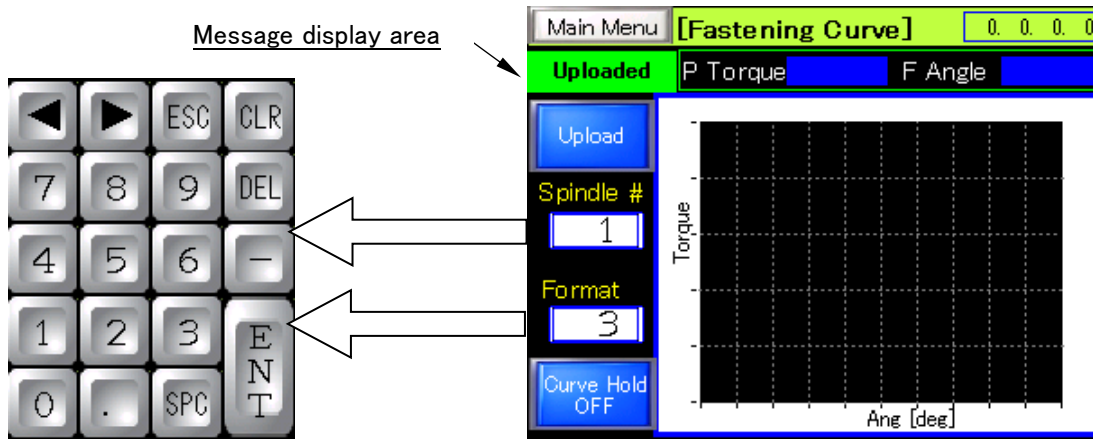 Message display area
◀ ▶ ESC CLR
7 8 9 DEL
4 5 6 −
1 2 3 ENT
0 . SPC
Main Menu [Fastening Curve] 0. 0. 0. 0
Uploaded P Torque F Angle
Upload
Spindle #
1
Format
3
Curve Hold
OFF
Torque
Ang [deg]